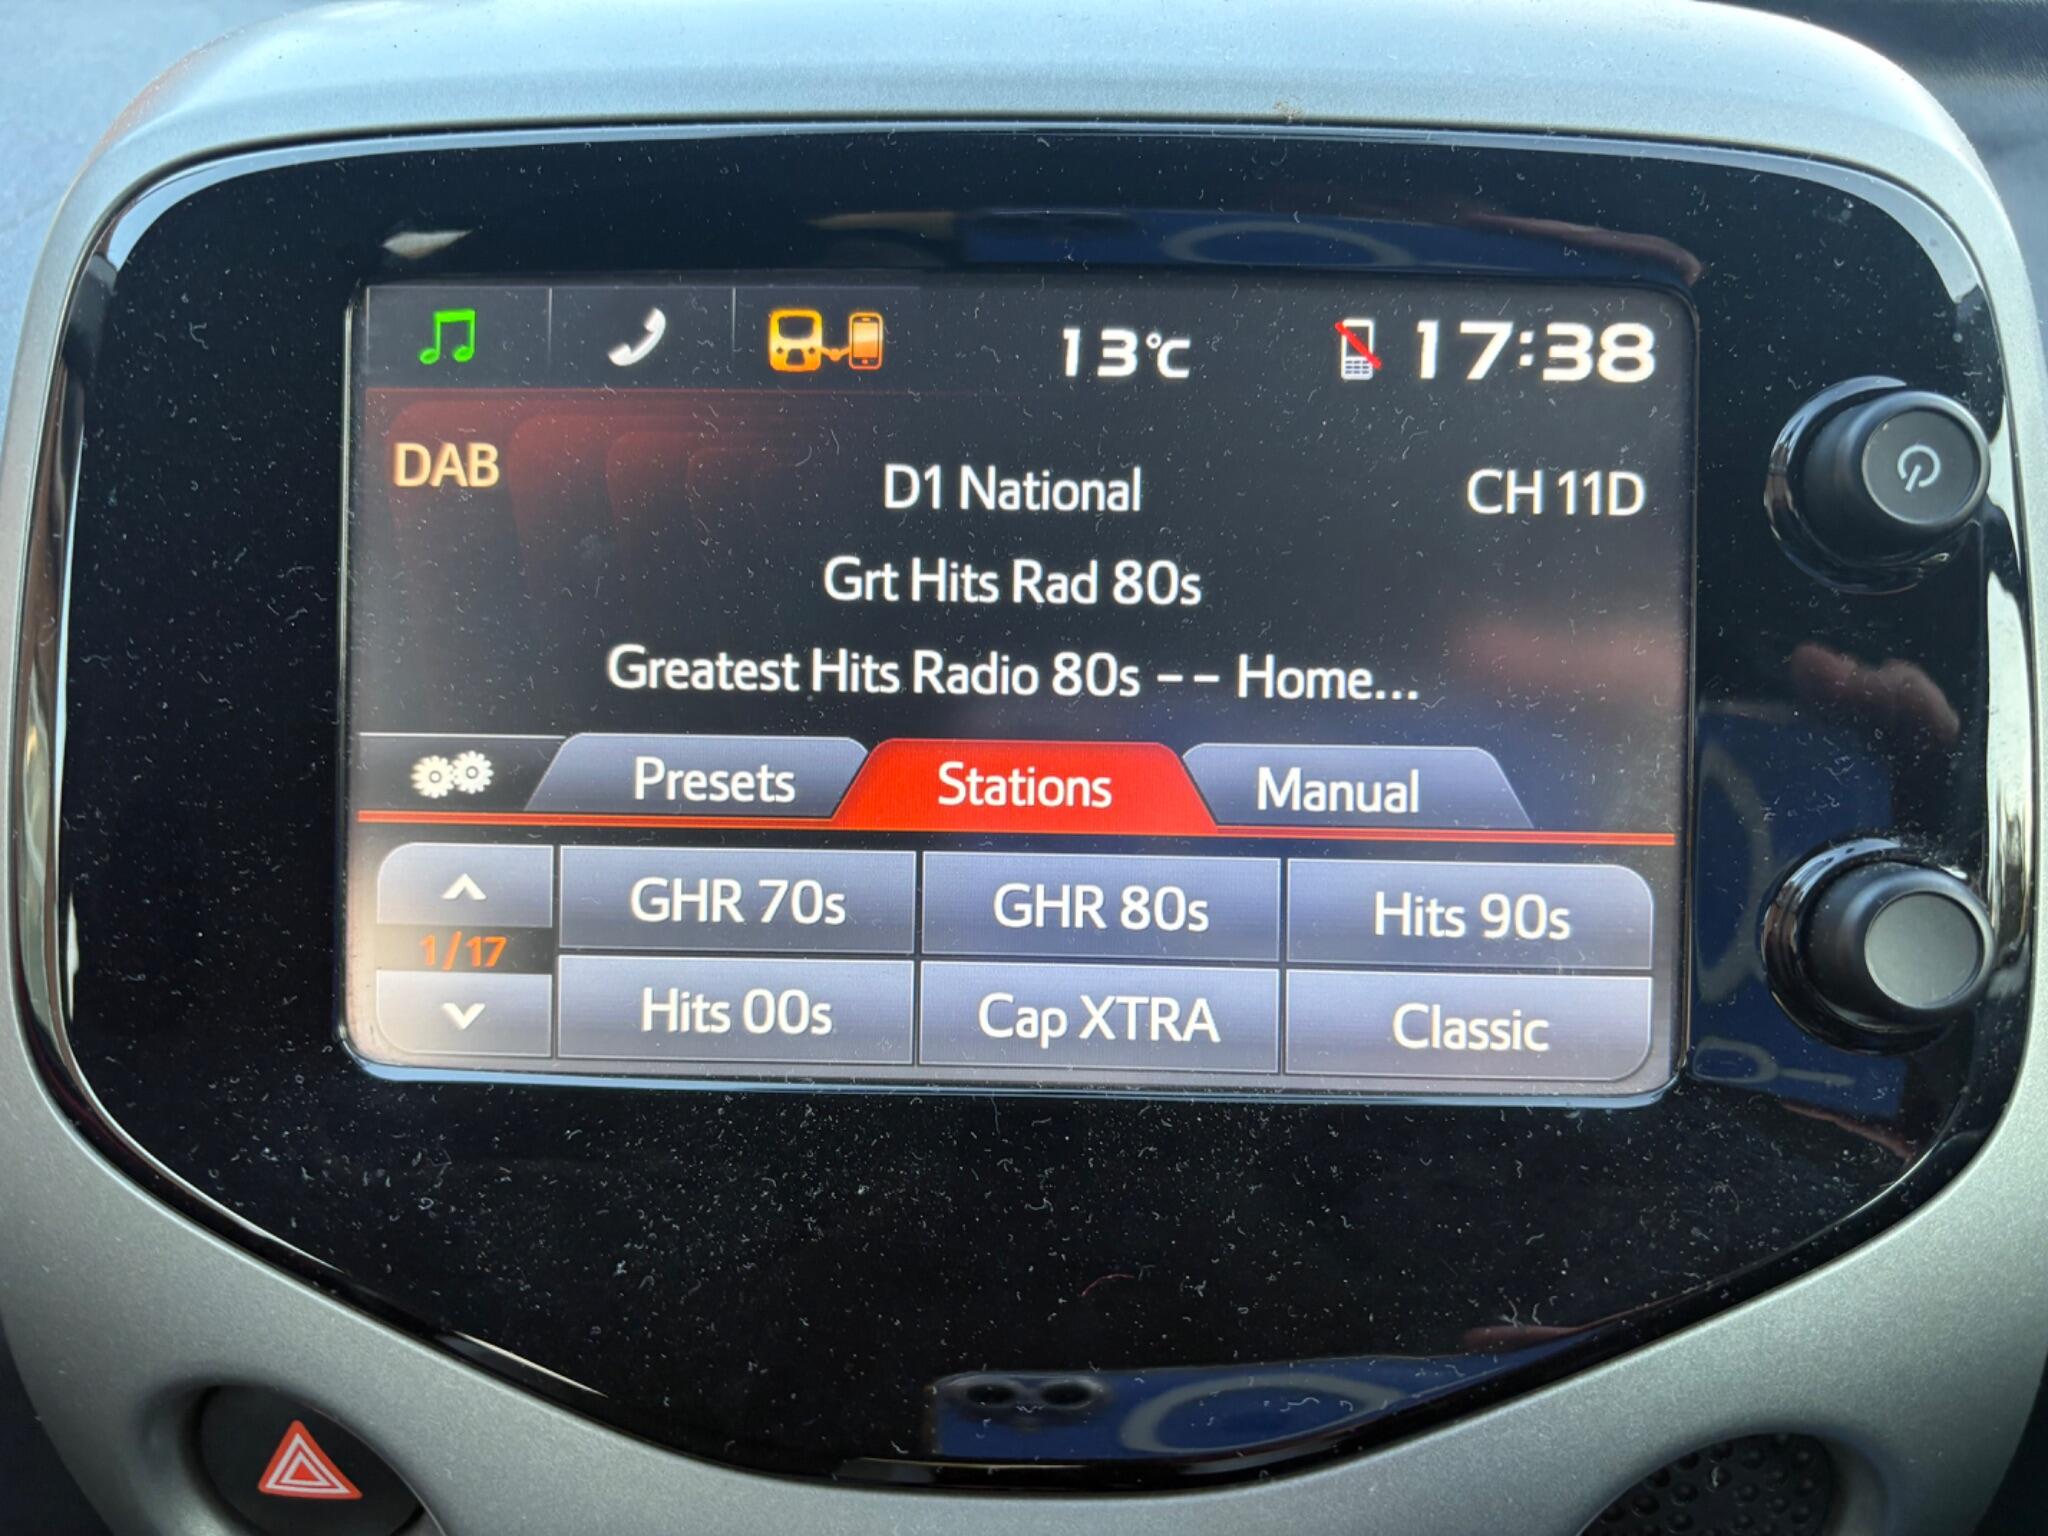 13°C 17:38
DAB
D1 National CH 11D
Grt Hits Rad 80s
Greatest Hits Radio 80s -- Home...
Presets Stations Manual
GHR 70s GHR 80s Hits 90s
1/17
Hits 00s Cap XTRA Classic